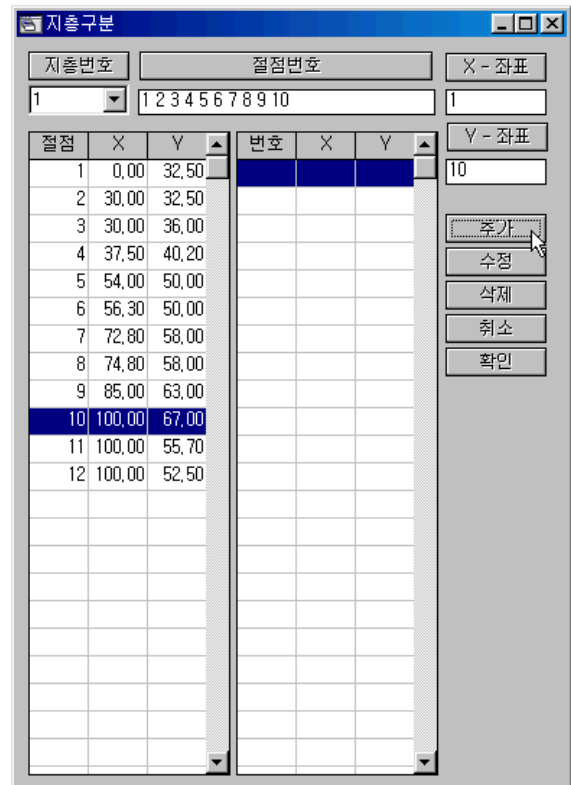 지층구분
지층번호 절점번호 X - 좌표
1 1 2 3 4 5 6 7 8 9 10 1
Y - 좌표
절점 X Y 번호 X Y
10
1 0,00 32,50
2 30,00 32,50
3 30,00 36,00
4 37,50 40,20
5 54,00 50,00
6 56,30 50,00
7 72,80 58,00
8 74,80 58,00
9 85,00 63,00
10 100,00 67,00
11 100,00 55,70
12 100,00 52,50
추가
수정
삭제
취소
확인